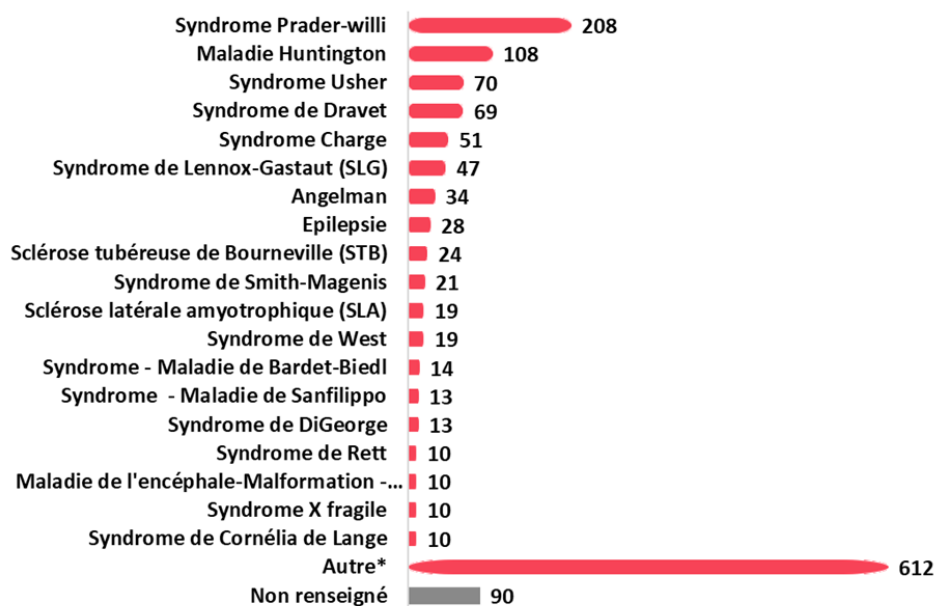 Syndrome Prader-willi 208
Maladie Huntington 108
Syndrome Usher 70
Syndrome de Dravet 69
Syndrome Charge 51
Syndrome de Lennox-Gastaut (SLG) 47
Angelman 34
Epilepsie 28
Sclérose tubéreuse de Bourneville (STB) 24
Syndrome de Smith-Magenis 21
Sclérose latérale amyotrophique (SLA) 19
Syndrome de West 19
Syndrome - Maladie de Bardet-Biedl 14
Syndrome - Maladie de Sanfilippo 13
Syndrome de DiGeorge 13
Syndrome de Rett 10
Maladie de l'encéphale-Malformation -... 10
Syndrome X fragile 10
Syndrome de Cornélia de Lange 10
Autre* 612
Non renseigné 90